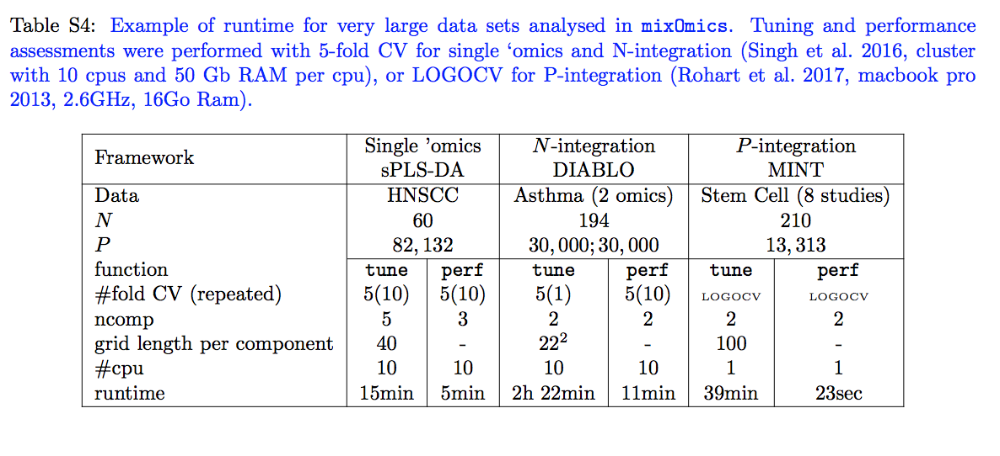 Table S4: Example of runtime for very large data sets analysed in mixOmics. Tuning and performance
assessments were performed with 5-fold CV for single ‘omics and N-integration (Singh et al. 2016, cluster
with 10 cpus and 50 Gb RAM per cpu), or LOGOCV for P-integration (Rohart et al. 2017, macbook pro
2013, 2.6GHz, 16Go Ram).
Framework Single ’omics N-integration P-integration
sPLS-DA DIABLO MINT
Data HNSCC Asthma (2 omics) Stem Cell (8 studies)
N 60 194 210
P 82, 132 30, 000; 30, 000 13, 313
function tune perf tune perf tune perf
#fold CV (repeated) 5(10) 5(10) 5(1) 5(10) LOGOCV LOGOCV
ncomp 5 3 2 2 2 2
grid length per component 40 - 22² - 100 -
#cpu 10 10 10 10 1 1
runtime 15min 5min 2h 22min 11min 39min 23sec